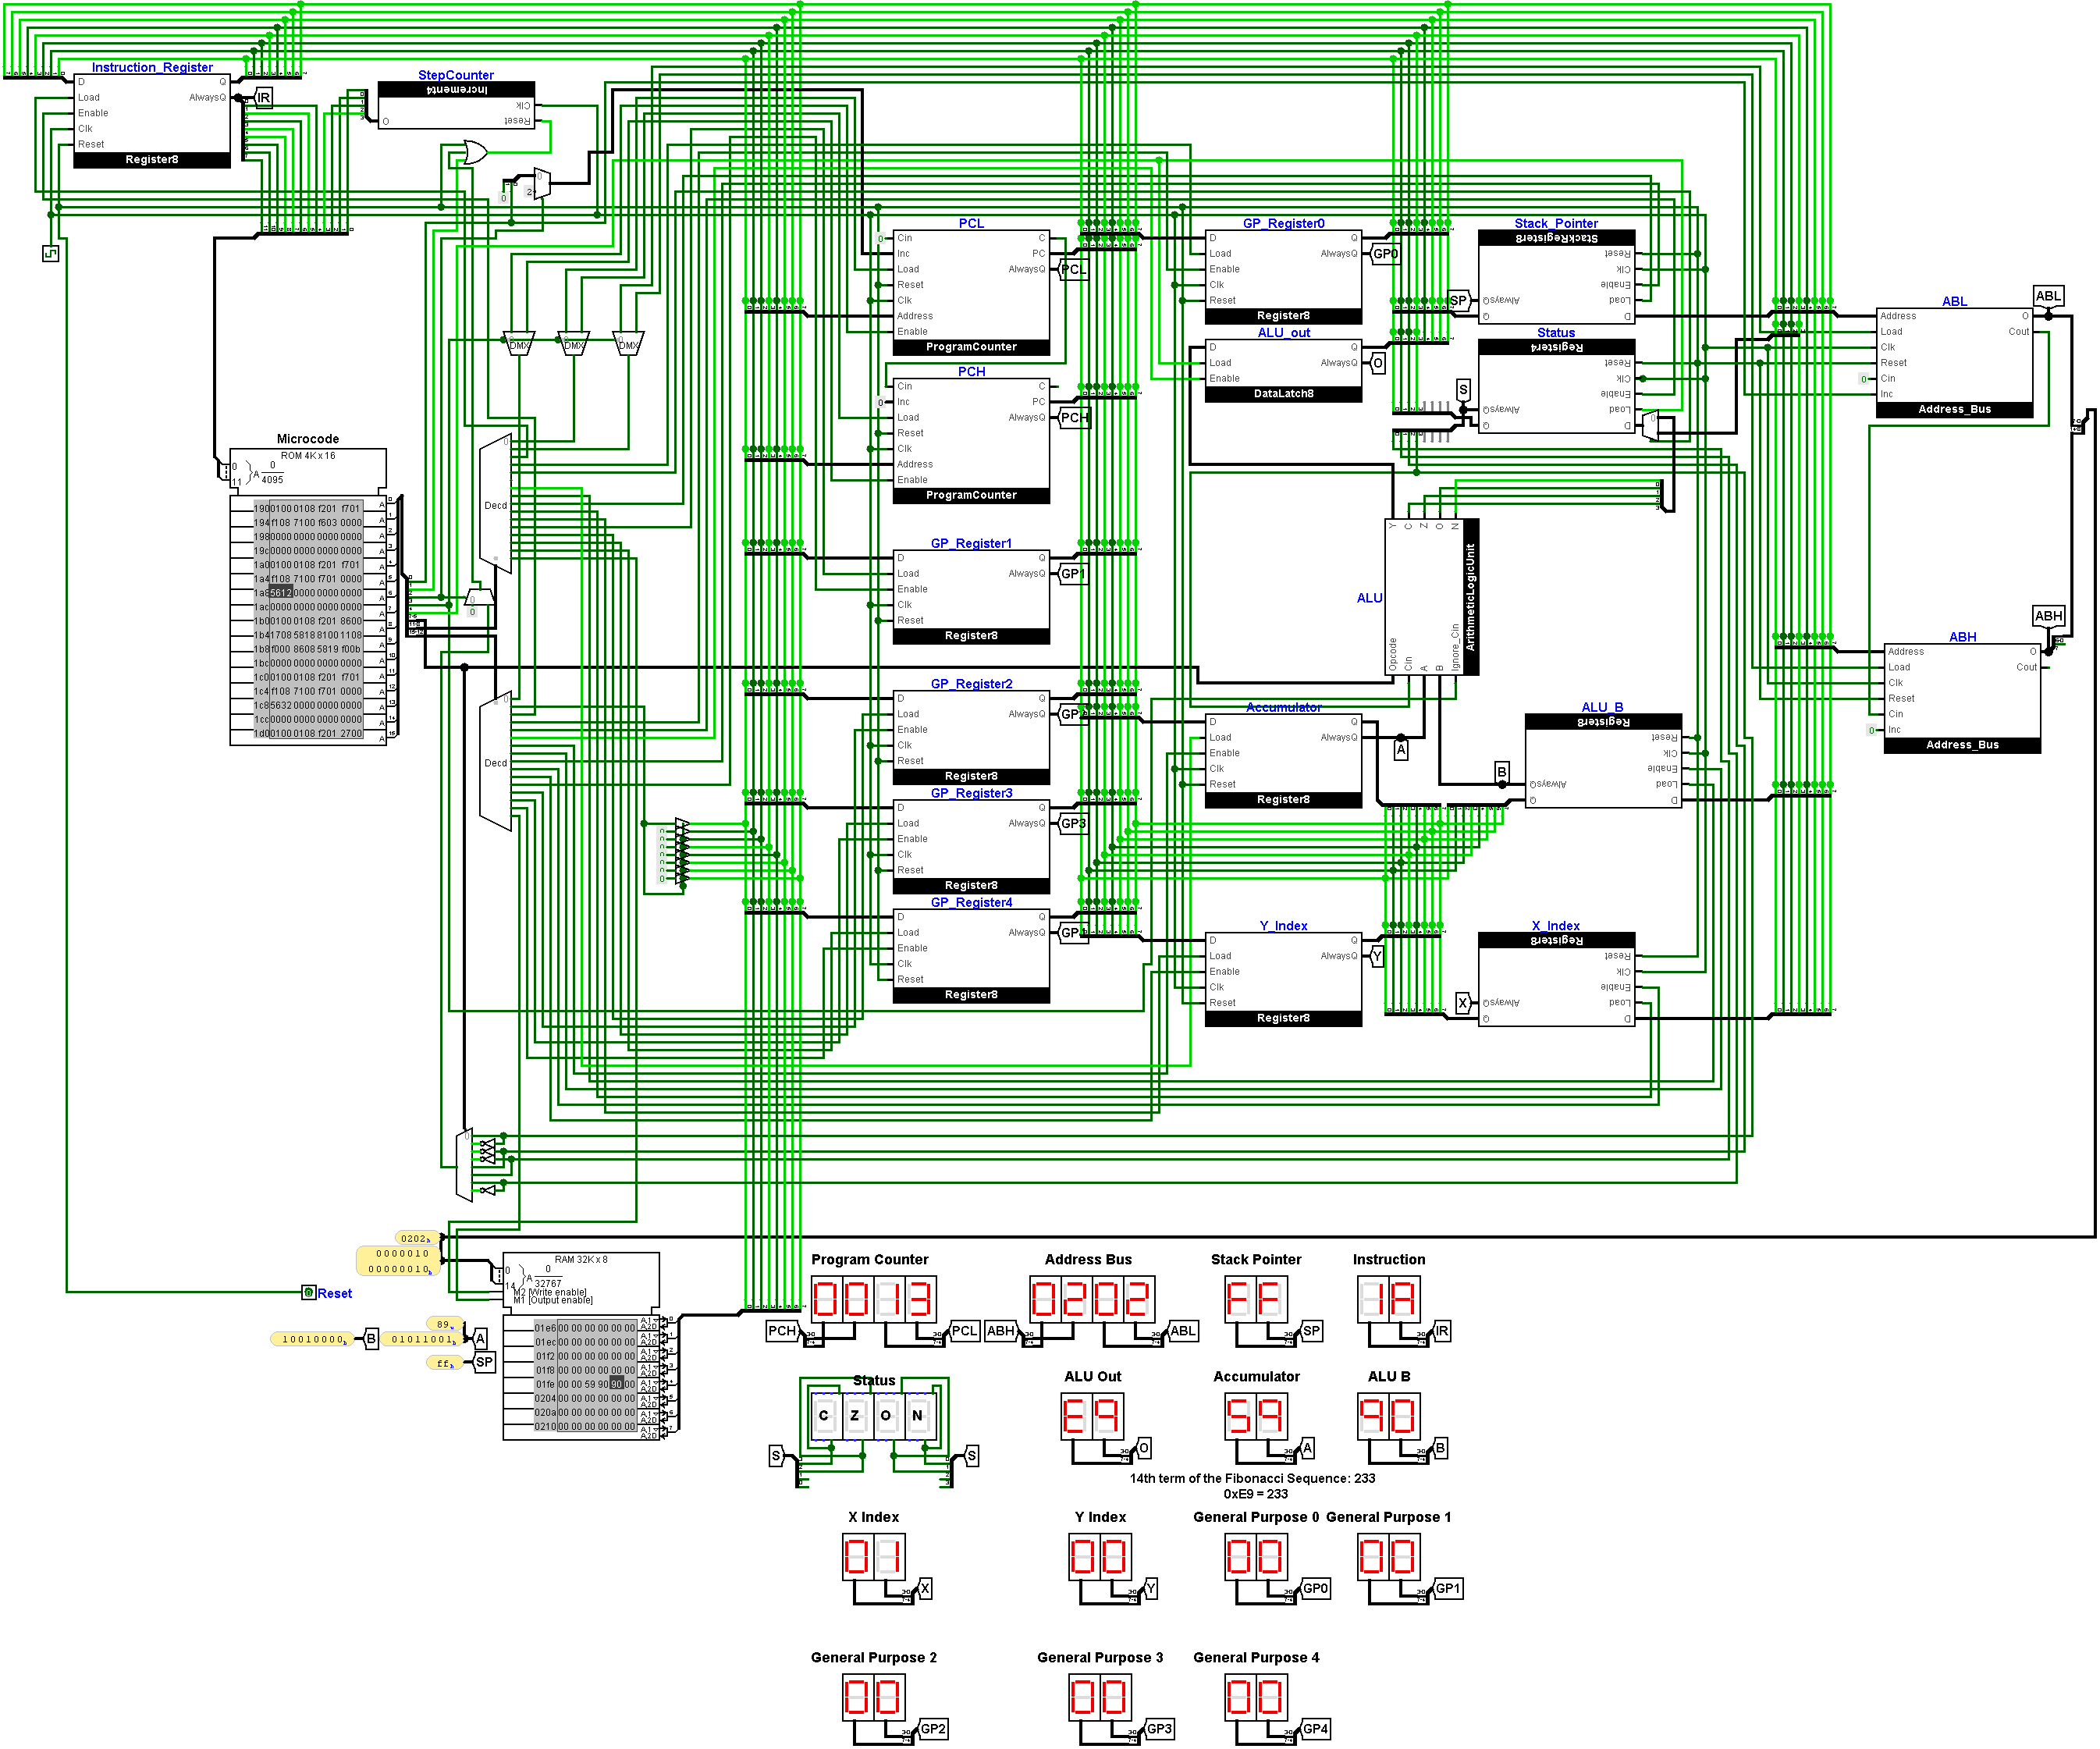 Instruction_Register
D Q
Load AlwaysQ
Enable
Clk
Reset
Register8
IR
StepCounter
Increment4
Clk
O Reset
0
2
0
PCL
Cin C
Inc PC
Load AlwaysQ
Reset
Clk
Address
Enable
ProgramCounter
PCL
GP_Register0
D Q
Load AlwaysQ
Enable
Clk
Reset
Register8
GP0
Stack_Pointer
StackRegister8
Reset
Clk
Enable
AlwaysQ Load
Q D
SP
ABL
Address O
Load Cout
Clk
Reset
Cin
Inc
Address_Bus
ABL
ALU_out
D Q
Load AlwaysQ
Enable
DataLatch8
O
Status
Register4
Reset
Clk
Enable
AlwaysQ Load
Q D
S
DMX DMX DMX
PCH
Cin C
Inc PC
Load AlwaysQ
Reset
Clk
Address
Enable
ProgramCounter
PCH
Microcode
ROM 4K x 16
0
11
A
0
4095
190 0100 0108 f201 f701
194 f108 7100 f603 0000
198 0000 0000 0000 0000
19c 0000 0000 0000 0000
1a0 0100 0108 f201 f701
1a4 f108 7100 f701 0000
1a8 5612 0000 0000 0000
1ac 0000 0000 0000 0000
1b0 0100 0108 f201 8600
1b4 1708 5818 8100 1108
1b8 f000 8608 5819 f00b
1bc 0000 0000 0000 0000
1c0 0100 0108 f201 f701
1c4 f108 7100 f701 0000
1c8 5632 0000 0000 0000
1cc 0000 0000 0000 0000
1d0 0100 0108 f201 2700
Decd
Decd
GP_Register1
D Q
Load AlwaysQ
Enable
Clk
Reset
Register8
GP1
ALU
Y C Z O N
Opcode Cin A B Ignore_Cin
ArithmeticLogicUnit
ABH
Address O
Load Cout
Clk
Reset
Cin
Inc
Address_Bus
ABH
GP_Register2
D Q
Load AlwaysQ
Enable
Clk
Reset
Register8
Accumulator
D Q
Load AlwaysQ
Enable
Clk
Reset
Register8
A
ALU_B
Register8
Reset
Clk
Enable
AlwaysQ Load
Q D
B
GP_Register3
D Q
Load AlwaysQ
Enable
Clk
Reset
Register8
GP3
GP_Register4
D Q
Load AlwaysQ
Enable
Clk
Reset
Register8
Y_Index
D Q
Load AlwaysQ
Enable
Clk
Reset
Register8
Y
X_Index
Register8
Reset
Clk
Enable
AlwaysQ Load
Q D
X
0202h
0000010
00000010b
Reset
RAM 32K x 8
0
14
A
0
32767
M2 [Write enable]
M1 [Output enable]
01e6 00 00 00 00 00 00
01ec 00 00 00 00 00 00
01f2 00 00 00 00 00 00
01f8 00 00 00 00 00 00
01fe 00 00 59 90 90 00
0204 00 00 00 00 00 00
020a 00 00 00 00 00 00
0210 00 00 00 00 00 00
89
10010000b B 01011001b A
ffh SP
Program Counter Address Bus Stack Pointer Instruction
0013 0202 FF 1A
PCH PCL ABH ABL SP IR
Status ALU Out Accumulator ALU B
C Z O N E9 59 90
S S O A B
14th term of the Fibonacci Sequence: 233
0xE9 = 233
X Index Y Index General Purpose 0 General Purpose 1
01 00 00 00
X Y GP0 GP1
General Purpose 2 General Purpose 3 General Purpose 4
00 00 00
GP2 GP3 GP4